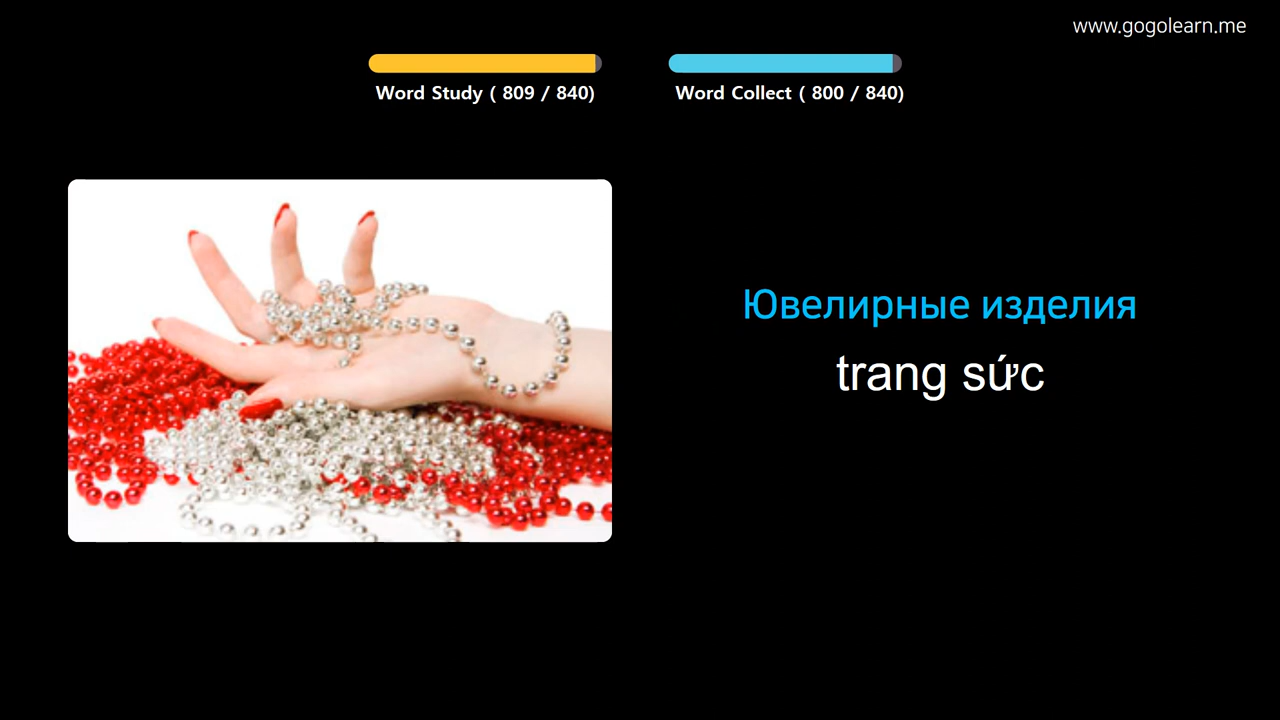 www.gogolearn.me
Word Study ( 809 / 840)
Word Collect ( 800 / 840)
Ювелирные изделия
trang sức